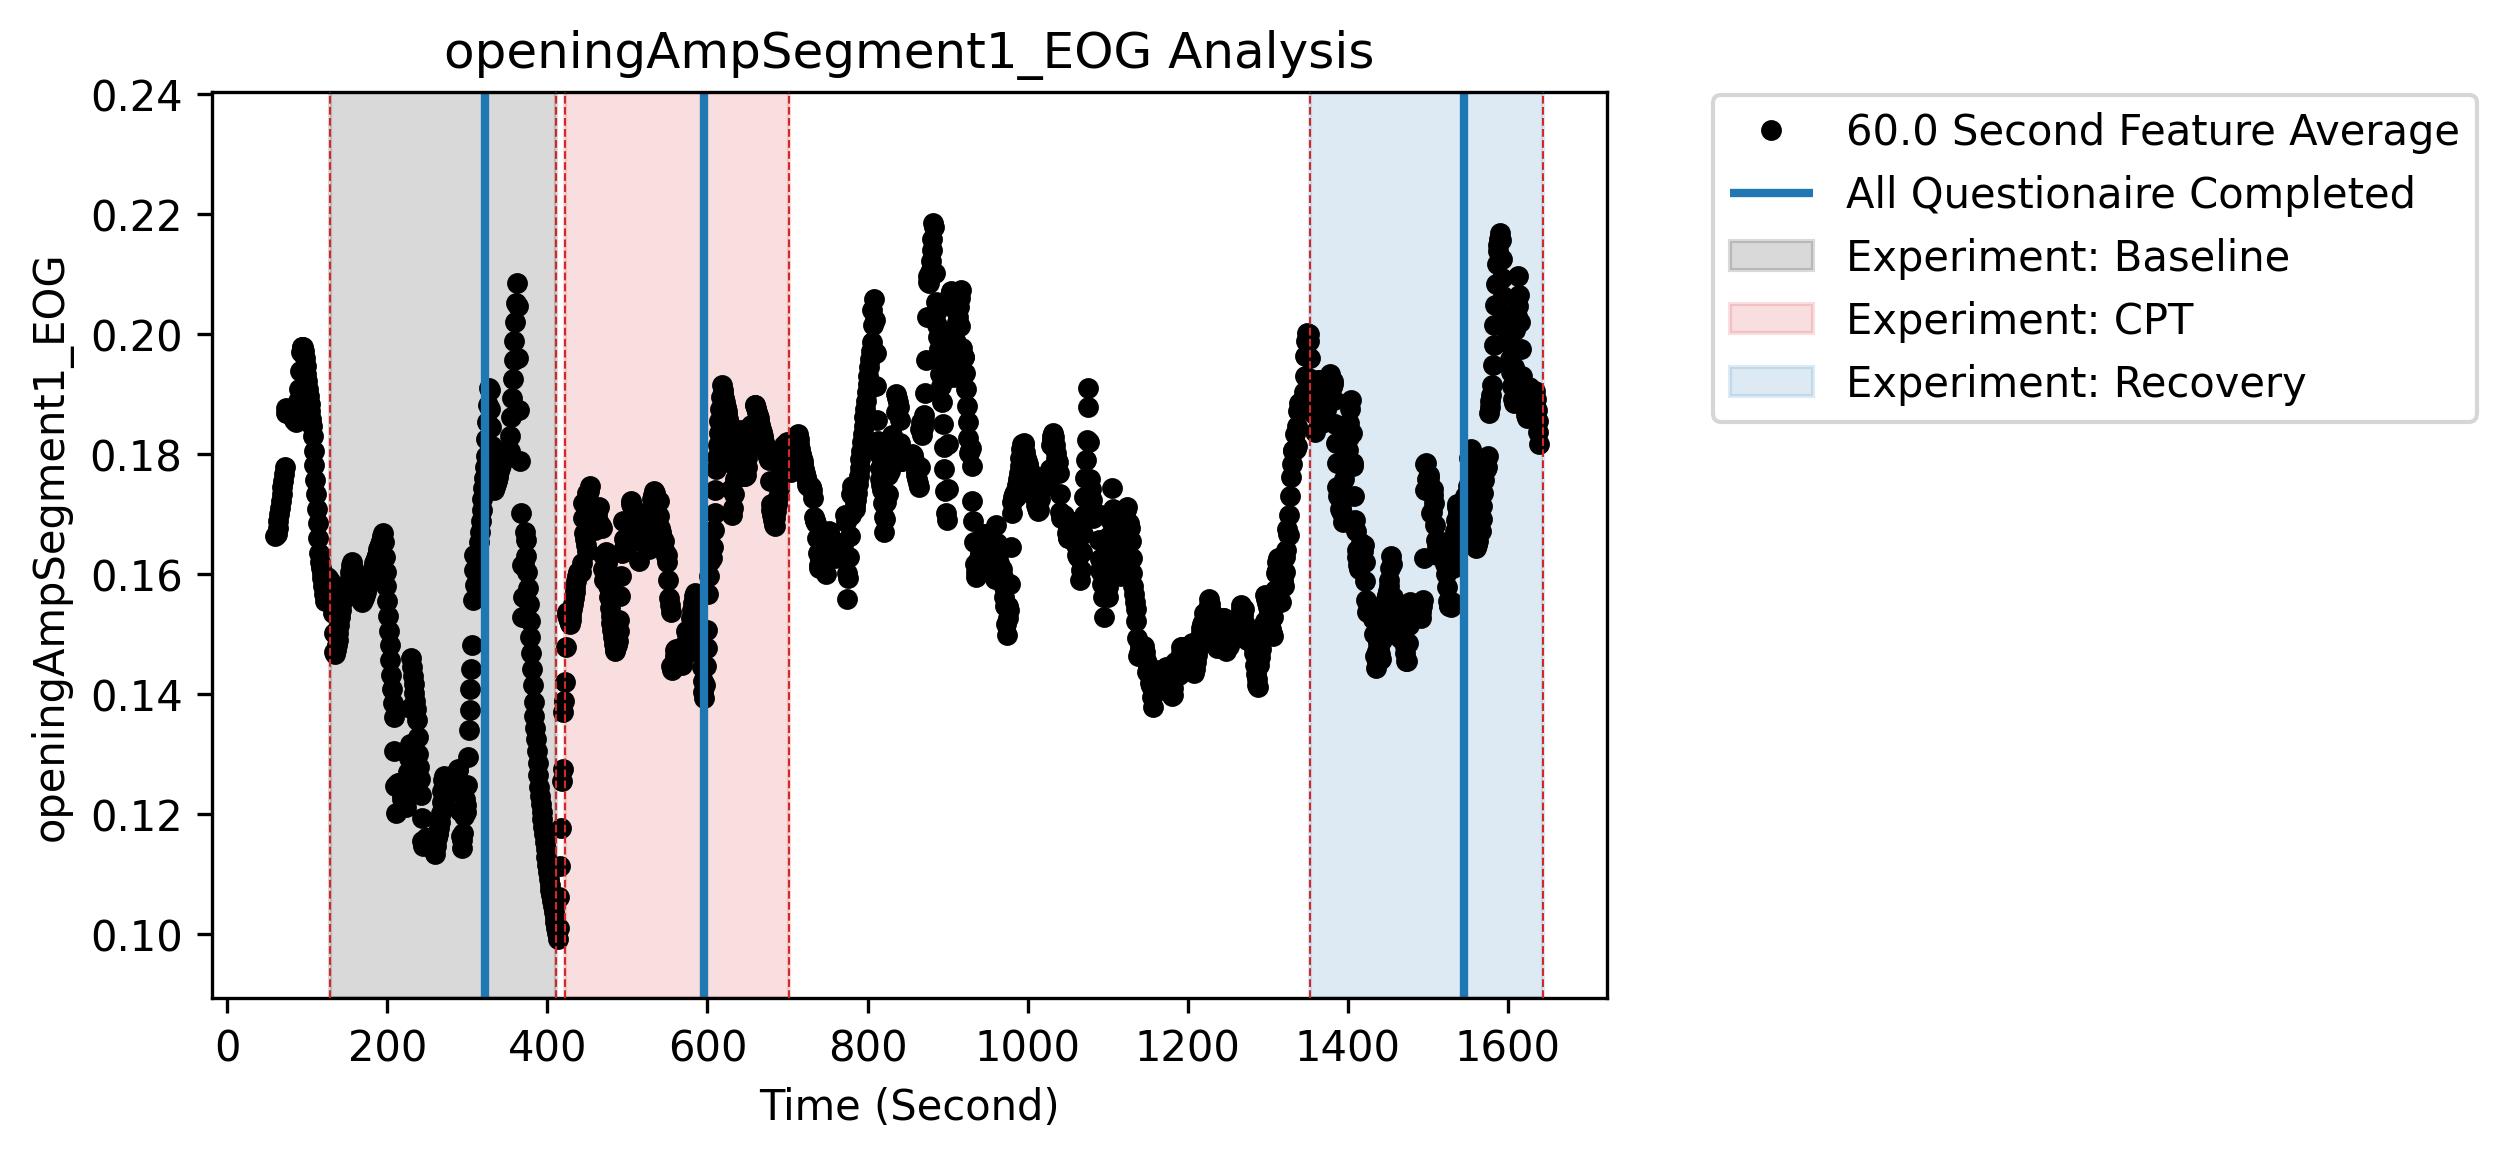 openingAmpSegment1_EOG Analysis
openingAmpSegment1_EOG
0.24
0.22
0.20
0.18
0.16
0.14
0.12
0.10
0 200 400 600 800 1000 1200 1400 1600
Time (Second)
60.0 Second Feature Average
All Questionaire Completed
Experiment: Baseline
Experiment: CPT
Experiment: Recovery